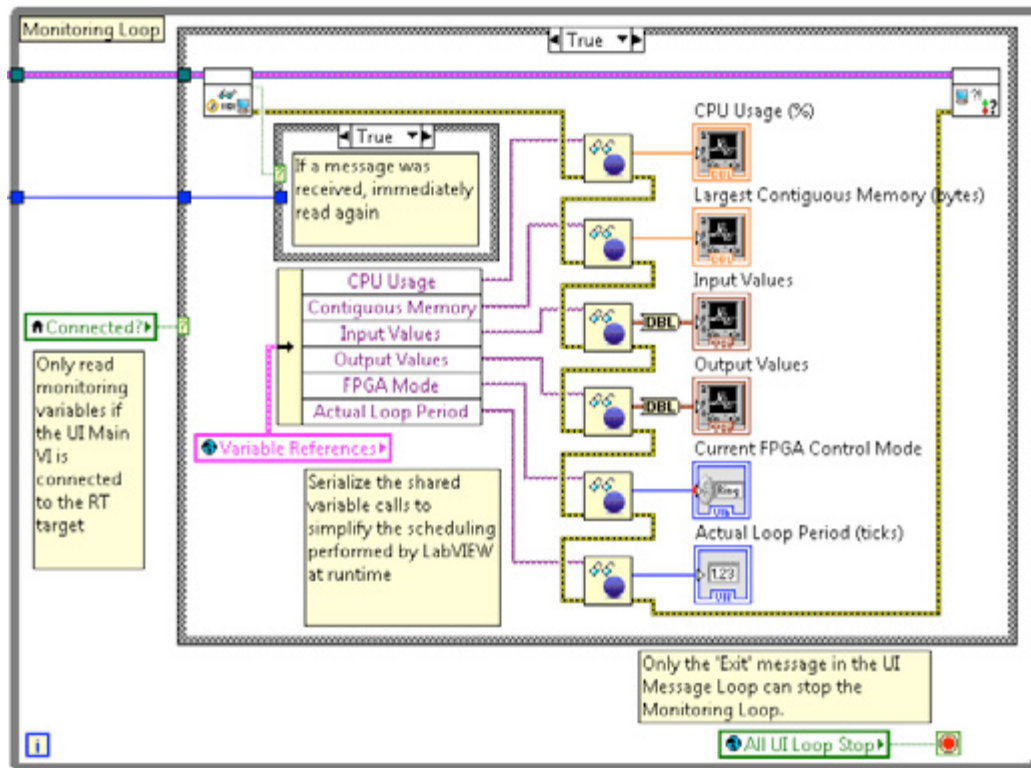 Monitoring Loop
True
CPU Usage (%)
True
If a message was
received, immediately
read again
Largest Contiguous Memory (bytes)
CPU Usage
Contiguous Memory
Input Values
Output Values
FPGA Mode
Actual Loop Period
Input Values
DBL
Connected?
Output Values
DBL
Only read
monitoring
variables if
the UI Main
VI is
connected
to the RT
target
Variable References
Current FPGA Control Mode
Ring
Serialize the shared
variable calls to
simplify the scheduling
performed by LabVIEW
at runtime
Actual Loop Period (ticks)
1.23
Only the "Exit" message in the UI
Message Loop can stop the
Monitoring Loop.
i
All UI Loop Stop